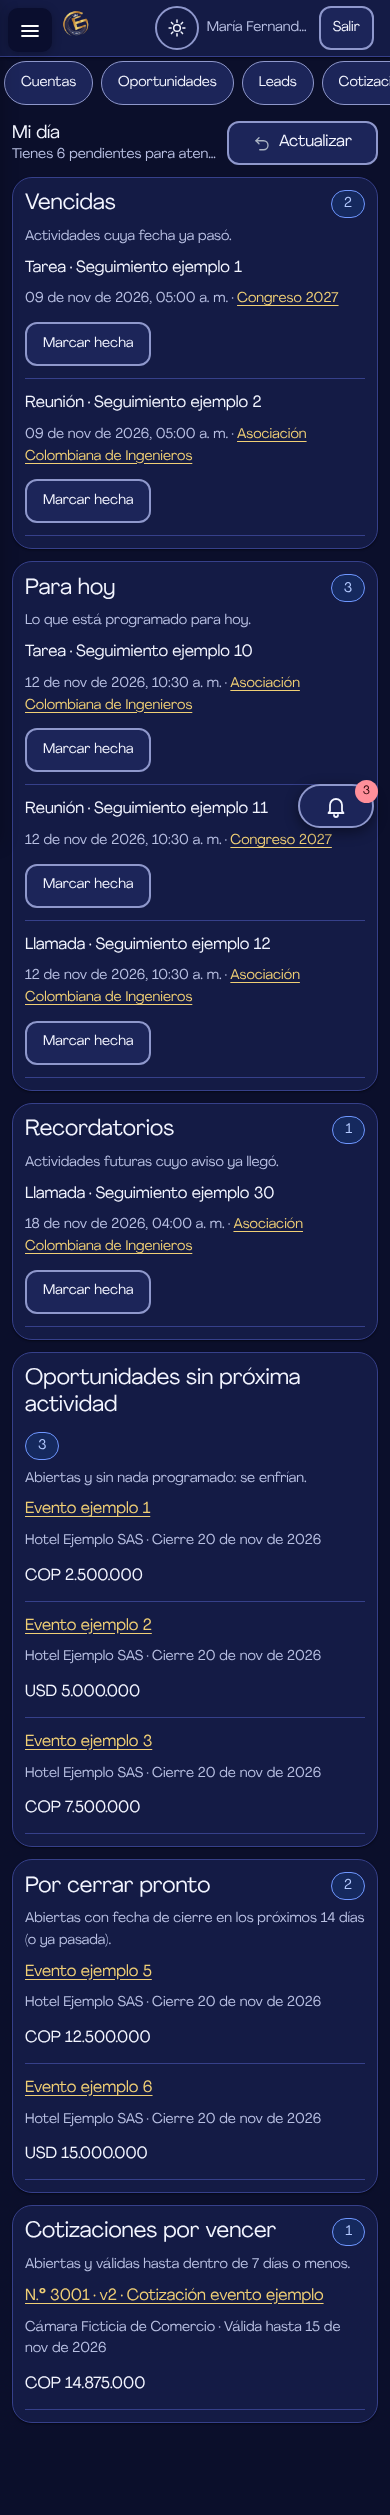 María Fernand...
Salir
Cuentas
Oportunidades
Leads
Cotizaci
Mi día
Tienes 6 pendientes para aten...
Actualizar
Vencidas
2
Actividades cuya fecha ya pasó.
Tarea · Seguimiento ejemplo 1
09 de nov de 2026, 05:00 a. m. · Congreso 2027
Marcar hecha
Reunión · Seguimiento ejemplo 2
09 de nov de 2026, 05:00 a. m. · Asociación
Colombiana de Ingenieros
Marcar hecha
Para hoy
3
Lo que está programado para hoy.
Tarea · Seguimiento ejemplo 10
12 de nov de 2026, 10:30 a. m. · Asociación
Colombiana de Ingenieros
Marcar hecha
3
Reunión · Seguimiento ejemplo 11
12 de nov de 2026, 10:30 a. m. · Congreso 2027
Marcar hecha
Llamada · Seguimiento ejemplo 12
12 de nov de 2026, 10:30 a. m. · Asociación
Colombiana de Ingenieros
Marcar hecha
Recordatorios
1
Actividades futuras cuyo aviso ya llegó.
Llamada · Seguimiento ejemplo 30
18 de nov de 2026, 04:00 a. m. · Asociación
Colombiana de Ingenieros
Marcar hecha
Oportunidades sin próxima
actividad
3
Abiertas y sin nada programado: se enfrían.
Evento ejemplo 1
Hotel Ejemplo SAS · Cierre 20 de nov de 2026
COP 2.500.000
Evento ejemplo 2
Hotel Ejemplo SAS · Cierre 20 de nov de 2026
USD 5.000.000
Evento ejemplo 3
Hotel Ejemplo SAS · Cierre 20 de nov de 2026
COP 7.500.000
Por cerrar pronto
2
Abiertas con fecha de cierre en los próximos 14 días
(o ya pasada).
Evento ejemplo 5
Hotel Ejemplo SAS · Cierre 20 de nov de 2026
COP 12.500.000
Evento ejemplo 6
Hotel Ejemplo SAS · Cierre 20 de nov de 2026
USD 15.000.000
Cotizaciones por vencer
1
Abiertas y válidas hasta dentro de 7 días o menos.
N.º 3001 · v2 · Cotización evento ejemplo
Cámara Ficticia de Comercio · Válida hasta 15 de
nov de 2026
COP 14.875.000